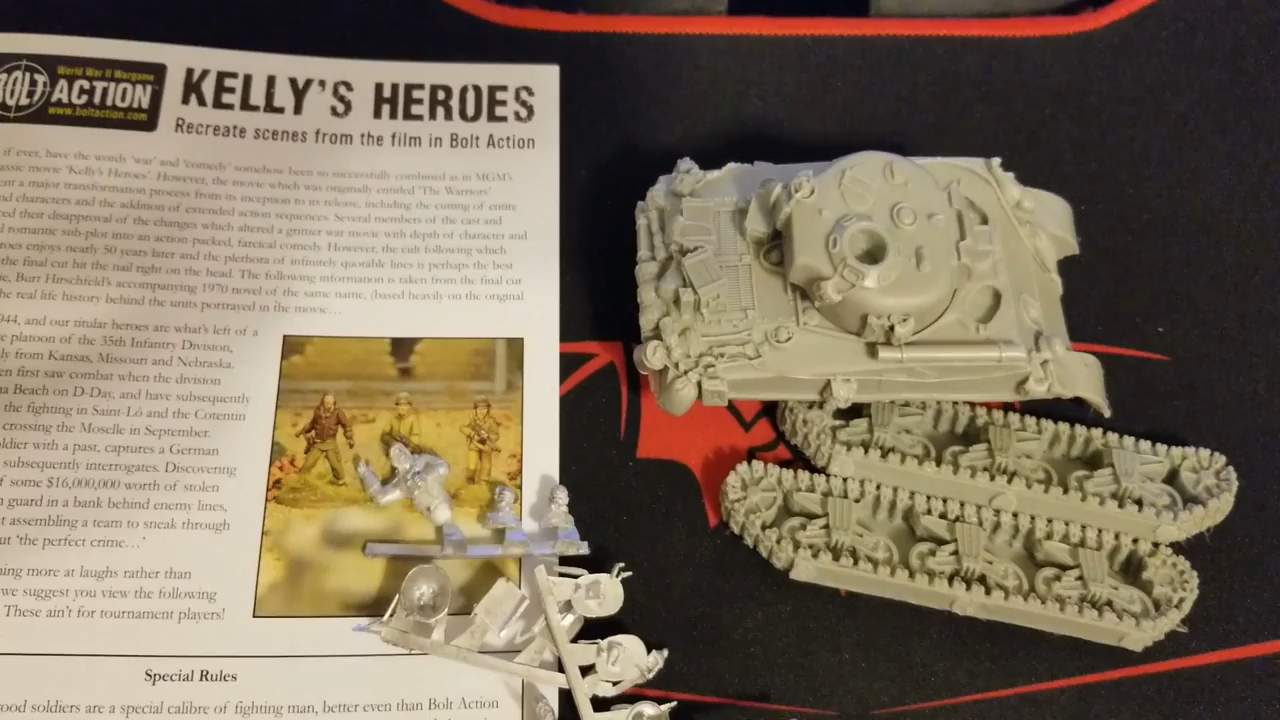 World War II Wargame
BOLT ACTION
www.boltaction.com
KELLY'S HEROES
Recreate scenes from the film in Bolt Action
if ever, have the words 'war' and 'comedy' somehow been so successfully combined as in MGM's
classic movie 'Kelly's Heroes'. However, the movie which was originally entitled 'The Warriors'
a major transformation process from its inception to its release, including the cutting of entire
characters and the addition of extended action sequences. Several members of the cast and
their disapproval of the changes which altered a grittier war movie with depth of character and
romantic sub-plot into an action-packed, farcical comedy. However, the cult following which
enjoys nearly 50 years later and the plethora of infinitely quotable lines is perhaps the best
the final cut hit the nail right on the head. The following information is taken from the final cut
Burt Hirschfeld's accompanying 1970 novel of the same name, (based heavily on the original
the real life history behind the units portrayed in the movie…
944, and our titular heroes are what's left of a
platoon of the 35th Infantry Division,
ly from Kansas, Missouri and Nebraska.
en first saw combat when the division
ha Beach on D-Day, and have subsequently
the fighting in Saint-Ló and the Cotentin
crossing the Moselle in September.
oldier with a past, captures a German
subsequently interrogates. Discovering
f some $16,000,000 worth of stolen
guard in a bank behind enemy lines,
t assembling a team to sneak through
ut 'the perfect crime…'
ning more at laughs rather than
we suggest you view the following
These ain't for tournament players!
Special Rules
ood soldiers are a special calibre of fighting man, better even than Bolt Action